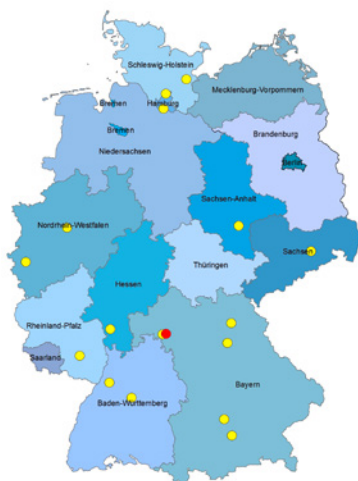 Schleswig-Holstein
Mecklenburg-Vorpommern
Bremen
Hamburg
Bremen
Brandenburg
Niedersachsen
Berlin
Sachsen-Anhalt
Nordrhein-Westfalen
Sachsen
Thüringen
Hessen
Rheinland-Pfalz
Saarland
Bayern
Baden-Württemberg